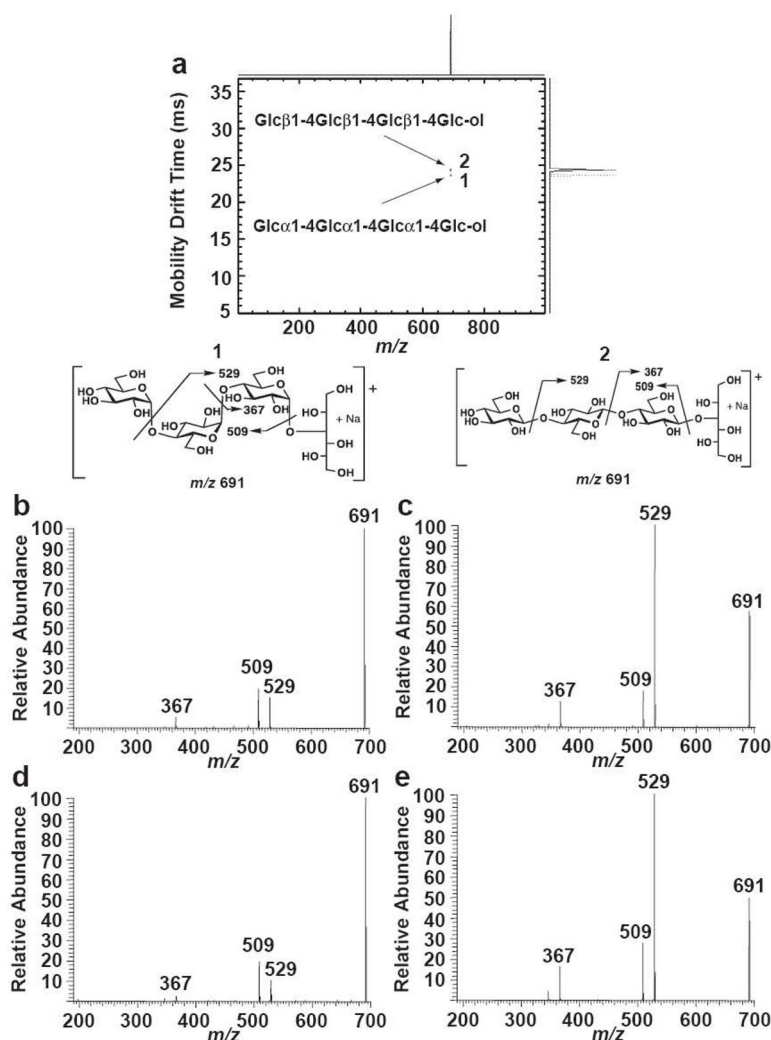 a
Mobility Drift Time (ms)
35
30
25
20
15
10
5
Glcβ1-4Glcβ1-4Glcβ1-4Glc-ol
2
1
Glcα1-4Glcα1-4Glcα1-4Glc-ol
200 400 600 800
m/z
1
529
367
509
OH
HO
O
+ Na
+
m/z 691
2
529
367
509
OH
HO
O
+ Na
+
m/z 691
b
Relative Abundance
100
90
80
70
60
50
40
30
20
10
691
509
529
367
200 300 400 500 600 700
m/z
c
Relative Abundance
100
90
80
70
60
50
40
30
20
10
529
691
509
367
200 300 400 500 600 700
m/z
d
Relative Abundance
100
90
80
70
60
50
40
30
20
10
691
509
529
367
200 300 400 500 600 700
m/z
e
Relative Abundance
100
90
80
70
60
50
40
30
20
10
529
691
509
367
200 300 400 500 600 700
m/z